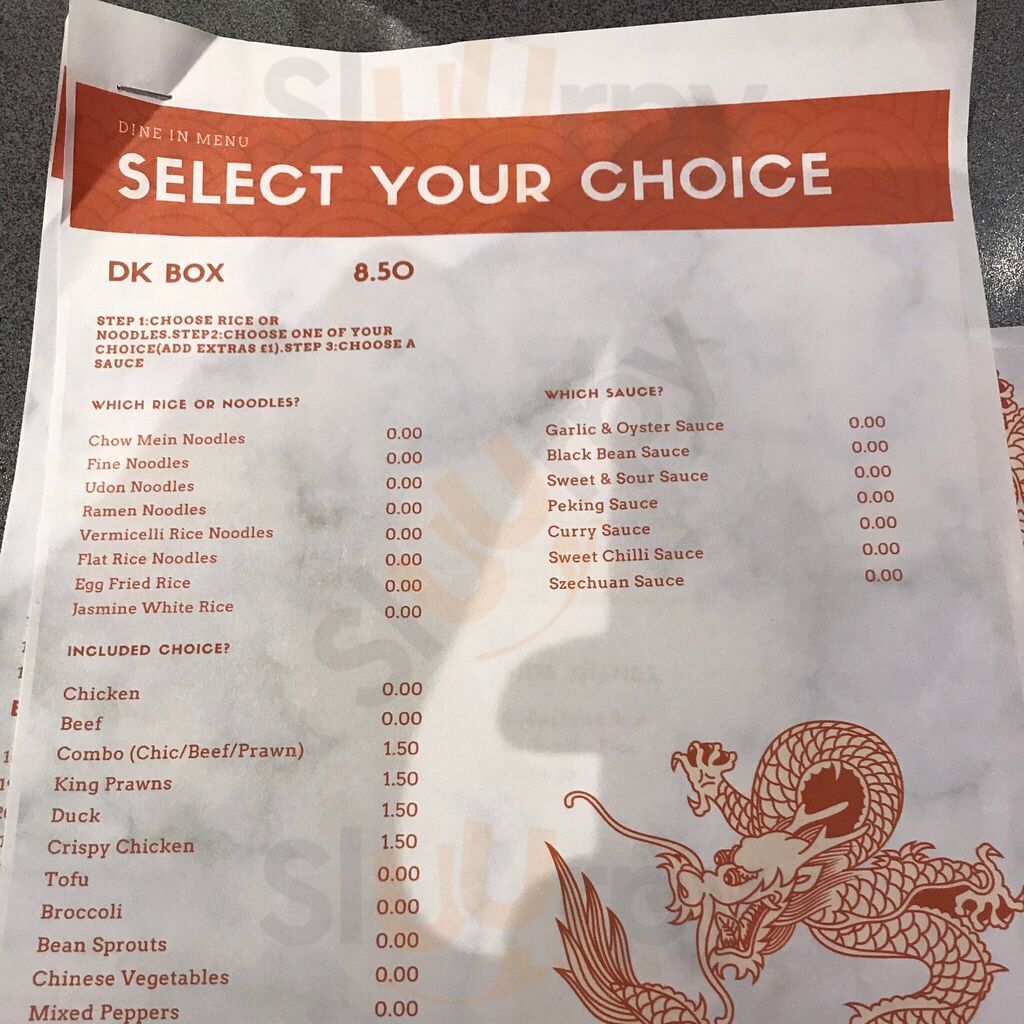 DINE IN MENU
SELECT YOUR CHOICE
DK BOX 8.50
STEP 1:CHOOSE RICE OR
NOODLES.STEP2:CHOOSE ONE OF YOUR
CHOICE(ADD EXTRAS £1).STEP 3:CHOOSE A
SAUCE
WHICH RICE OR NOODLES?
Chow Mein Noodles 0.00
Fine Noodles 0.00
Udon Noodles 0.00
Ramen Noodles 0.00
Vermicelli Rice Noodles 0.00
Flat Rice Noodles 0.00
Egg Fried Rice 0.00
Jasmine White Rice 0.00
INCLUDED CHOICE?
Chicken 0.00
Beef 0.00
Combo (Chic/Beef/Prawn) 1.50
King Prawns 1.50
Duck 1.50
Crispy Chicken 1.50
Tofu 0.00
Broccoli 0.00
Bean Sprouts 0.00
Chinese Vegetables 0.00
Mixed Peppers 0.00
WHICH SAUCE?
Garlic & Oyster Sauce 0.00
Black Bean Sauce 0.00
Sweet & Sour Sauce 0.00
Peking Sauce 0.00
Curry Sauce 0.00
Sweet Chilli Sauce 0.00
Szechuan Sauce 0.00
Sluurpy
Sluurpy
Sluurpy